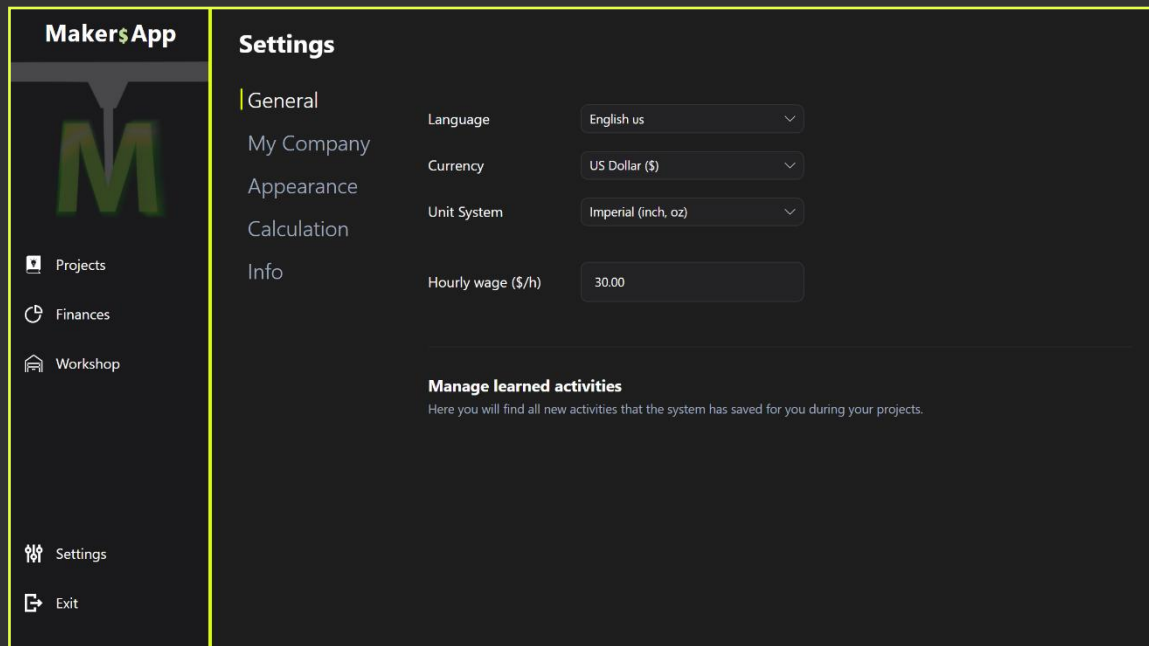 Maker$App
M
Projects
Finances
Workshop
Settings
Exit
Settings
General
My Company
Appearance
Calculation
Info
Language
English us
Currency
US Dollar ($)
Unit System
Imperial (inch, oz)
Hourly wage ($/h)
30.00
Manage learned activities
Here you will find all new activities that the system has saved for you during your projects.